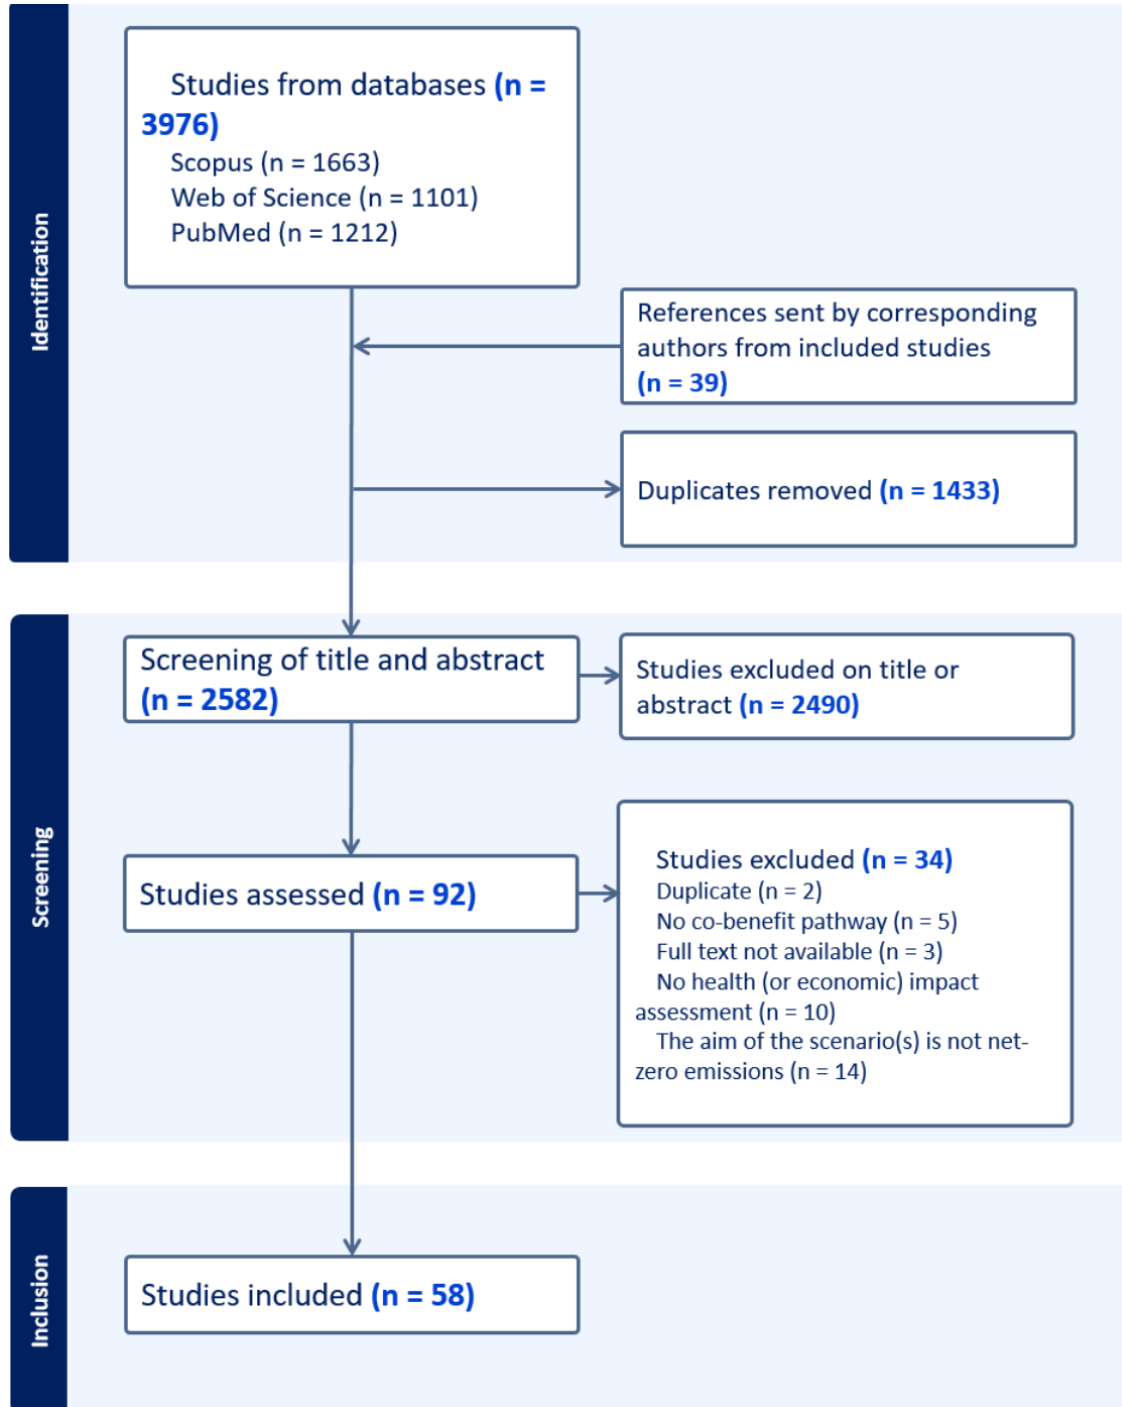 Identification
Studies from databases (n =
3976)
Scopus (n = 1663)
Web of Science (n = 1101)
PubMed (n = 1212)
References sent by corresponding
authors from included studies
(n = 39)
Duplicates removed (n = 1433)
Screening
Screening of title and abstract
(n = 2582)
Studies excluded on title or
abstract (n = 2490)
Studies assessed (n = 92)
Studies excluded (n = 34)
Duplicate (n = 2)
No co-benefit pathway (n = 5)
Full text not available (n = 3)
No health (or economic) impact
assessment (n = 10)
The aim of the scenario(s) is not net-
zero emissions (n = 14)
Inclusion
Studies included (n = 58)